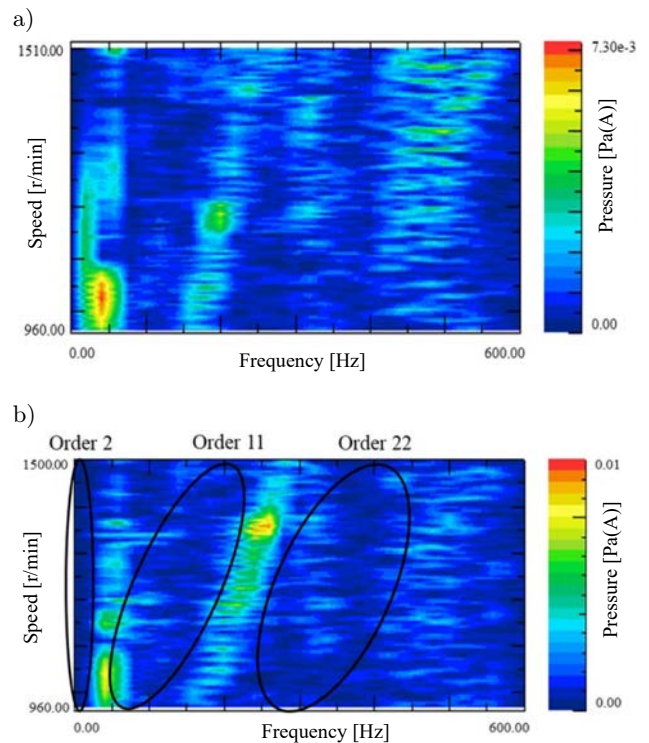 a)
1510.00
7.30e-3
Speed [r/min]
Pressure [Pa(A)]
960.00
0.00
0.00
600.00
Frequency [Hz]
b)
Order 2
Order 11
Order 22
1500.00
0.01
Speed [r/min]
Pressure [Pa(A)]
960.00
0.00
0.00
600.00
Frequency [Hz]